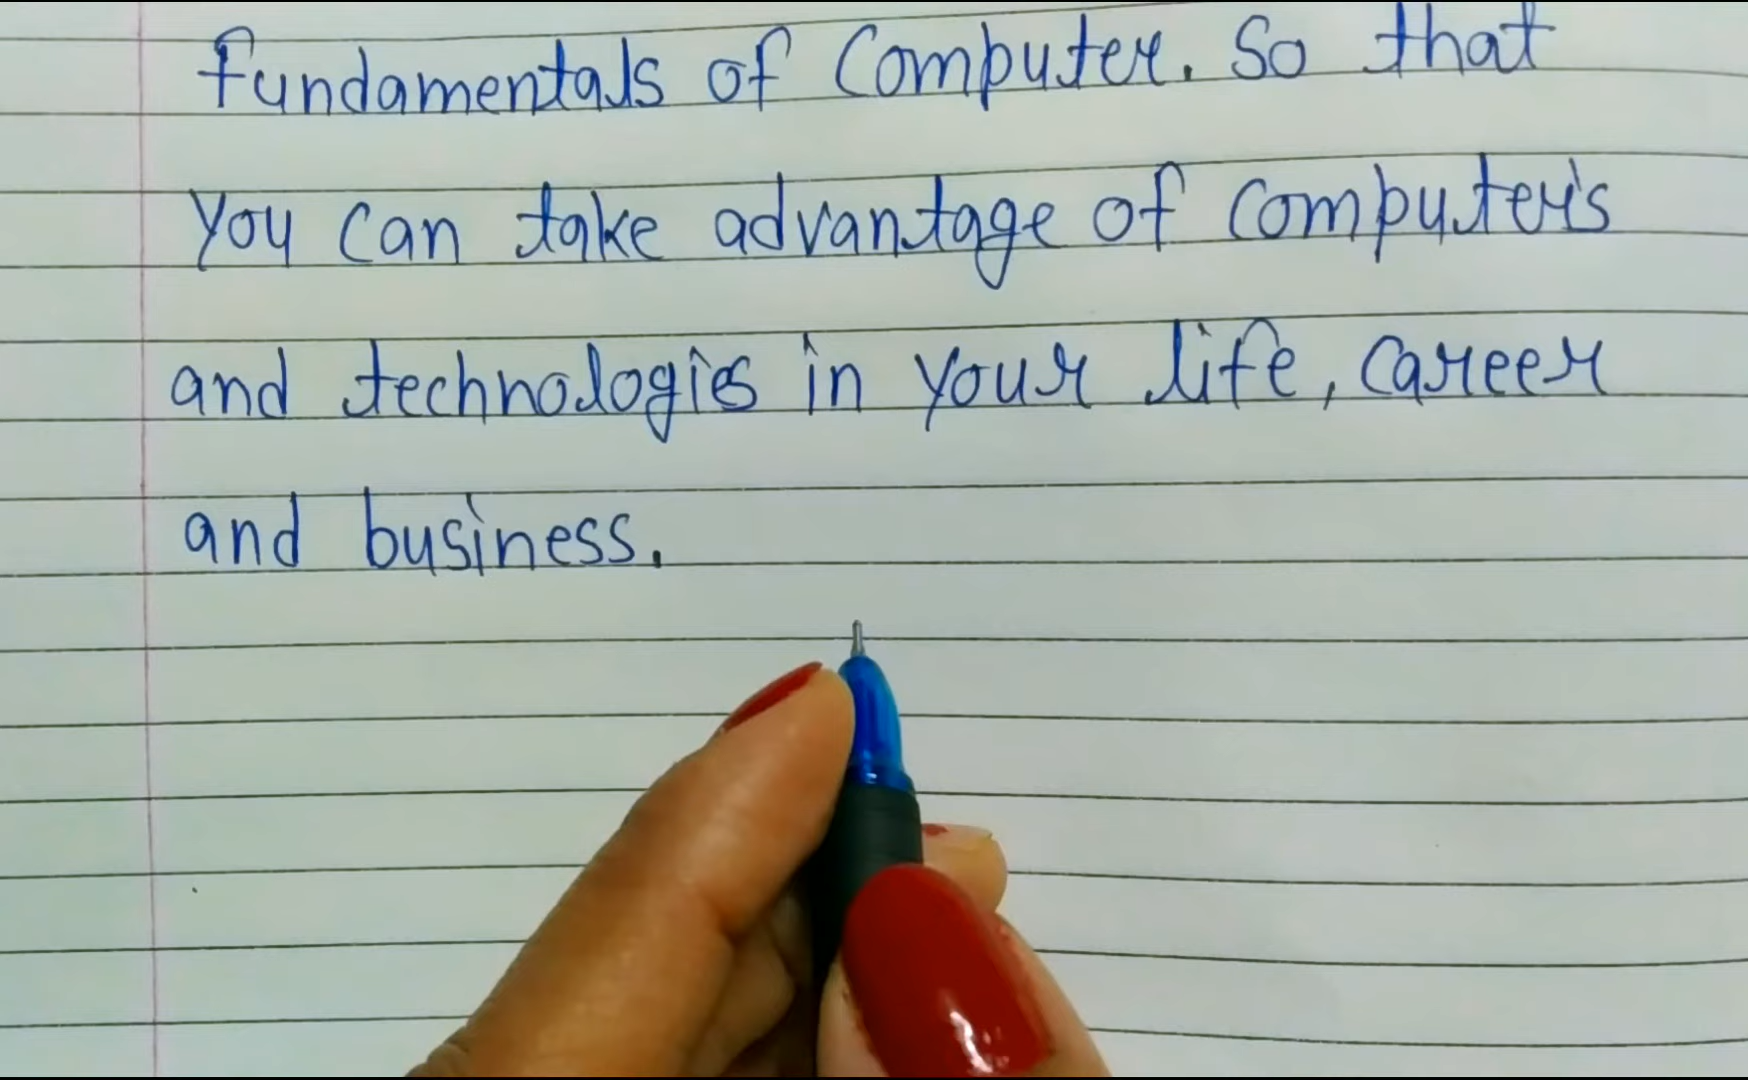 fundamentals of Computer. So that
you can take advantage of computer's
and technologies in your life, career
and business.